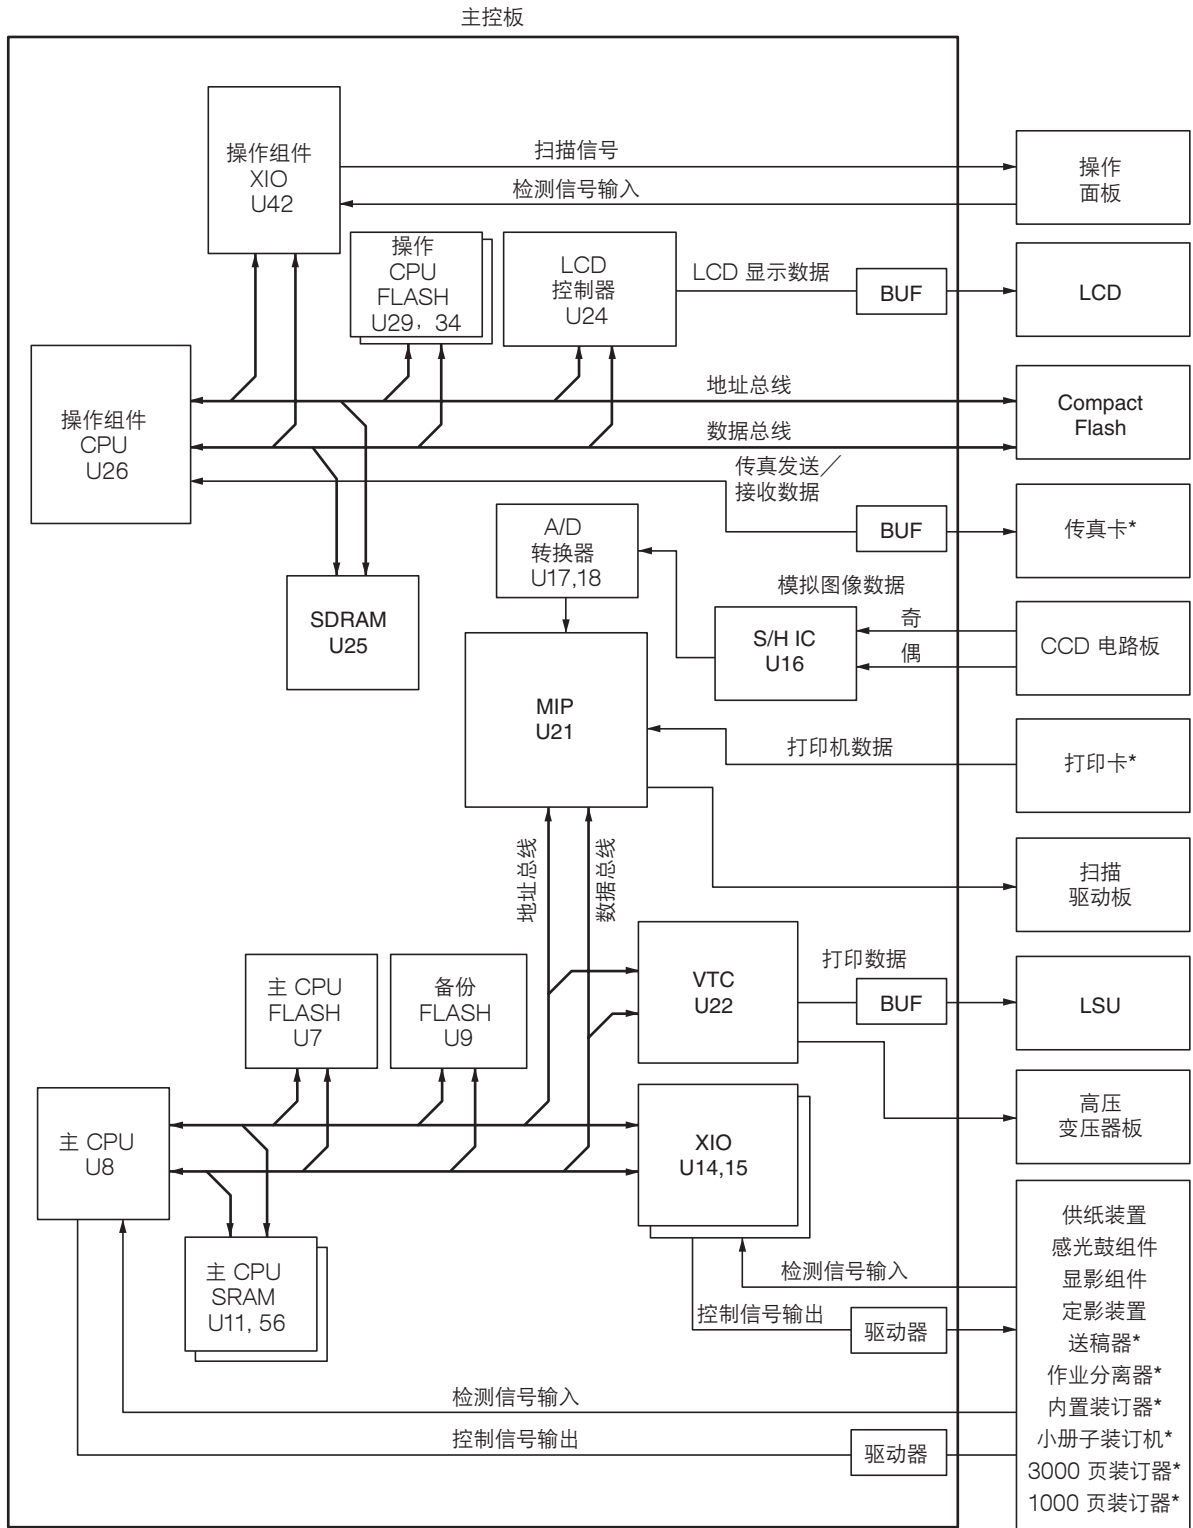 主控板
操作组件
XIO
U42
扫描信号
检测信号输入
操作
面板
操作
CPU
FLASH
U29，34
LCD
控制器
U24
LCD 显示数据
BUF
LCD
操作组件
CPU
U26
地址总线
数据总线
Compact
Flash
传真发送／
接收数据
BUF
传真卡*
A/D
转换器
U17,18
模拟图像数据
SDRAM
U25
S/H IC
U16
奇
偶
CCD 电路板
MIP
U21
打印机数据
打印卡*
地址总线
数据总线
扫描
驱动板
主 CPU
FLASH
U7
备份
FLASH
U9
VTC
U22
打印数据
BUF
LSU
主 CPU
U8
XIO
U14,15
高压
变压器板
主 CPU
SRAM
U11, 56
检测信号输入
控制信号输出
驱动器
检测信号输入
控制信号输出
驱动器
供纸装置
感光鼓组件
显影组件
定影装置
送稿器*
作业分离器*
内置装订器*
小册子装订机*
3000 页装订器*
1000 页装订器*